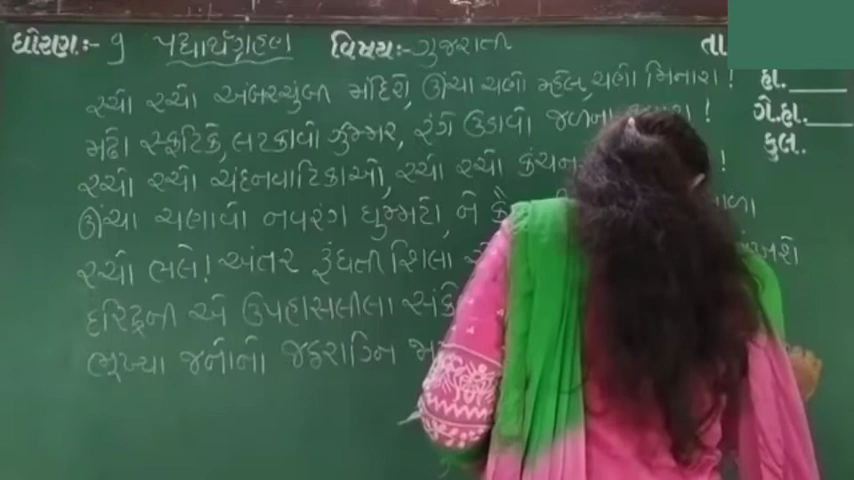 ધોરણ:- ૧ પદ્યાર્થગ્રહણ વિષય:- ગુજરાતી તા
હા.
ગે.હા.
કુલ.
રચો રચો અંબરચુંબી મંદિરો, ઊંચા ચણો મહેલ, ચણો મિનારા !
મઢો સ્ફટિકે, લટકાવો ઝુમ્મર, રંગે ઉડાવો જળના !
રચો રચો ચંદનવાટિકાઓ, રચો રચો કંચન !
ઊંચા ચણાવો નવરંગ ઘુમ્મટો, ને
રચો ભલે! અંતર રૂંધતી શિલા
દરિદ્રની એ ઉપહાસલીલા
ભૂખ્યા જનોનો જઠરાગ્નિ